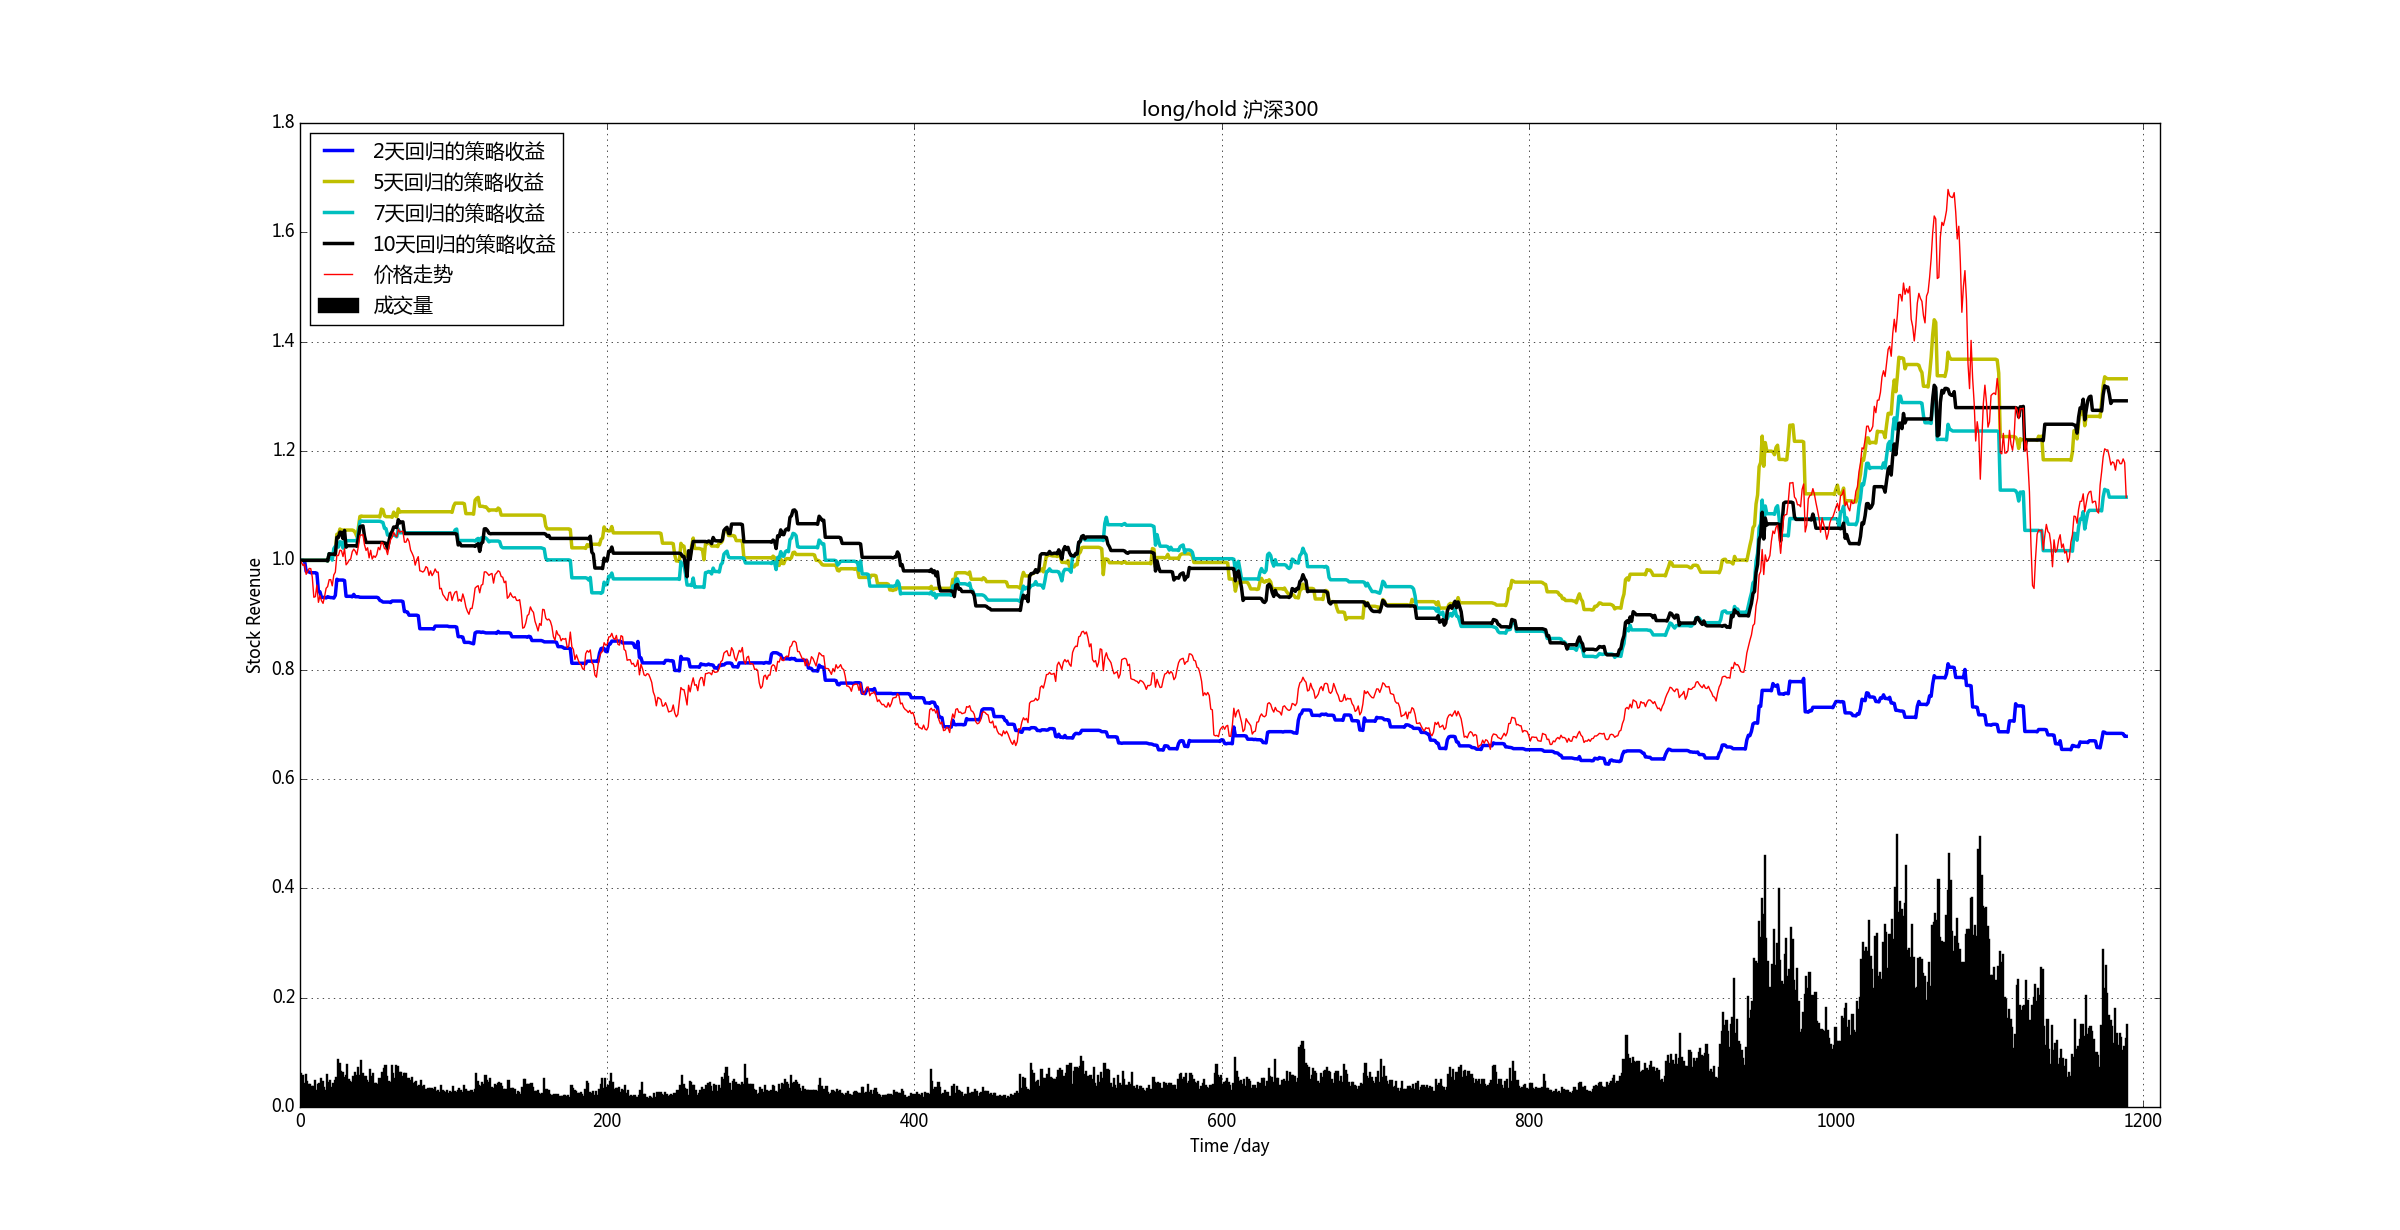 long/hold 沪深300
1.8
1.6
1.4
1.2
1.0
0.8
0.6
0.4
0.2
0.0
Stock Revenue
2天回归的策略收益
5天回归的策略收益
7天回归的策略收益
10天回归的策略收益
价格走势
成交量
0
200
400
600
800
1000
1200
Time /day